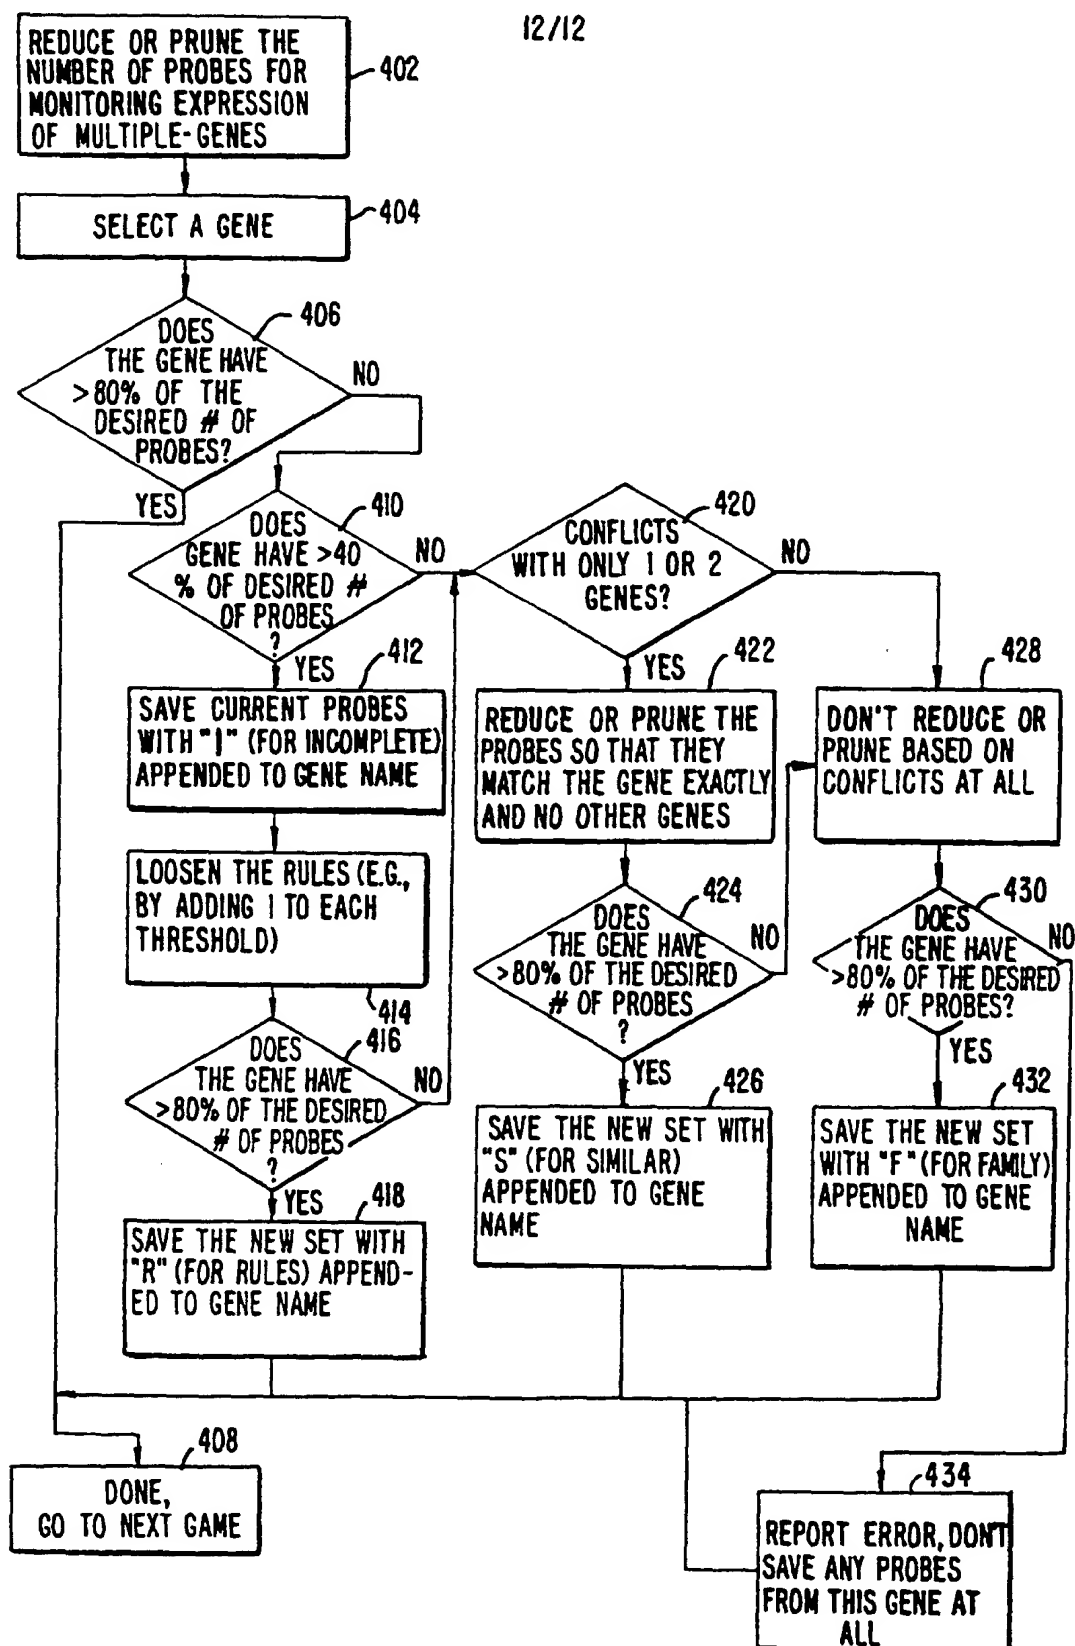 12/12
REDUCE OR PRUNE THE
NUMBER OF PROBES FOR
MONITORING EXPRESSION
OF MULTIPLE-GENES
402
SELECT A GENE
404
406
DOES
THE GENE HAVE
>80% OF THE
DESIRED # OF
PROBES?
NO
YES
410
DOES
GENE HAVE >40
% OF DESIRED #
OF PROBES
?
NO
YES
420
CONFLICTS
WITH ONLY 1 OR 2
GENES?
NO
YES
412
SAVE CURRENT PROBES
WITH "I" (FOR INCOMPLETE)
APPENDED TO GENE NAME
422
REDUCE OR PRUNE THE
PROBES SO THAT THEY
MATCH THE GENE EXACTLY
AND NO OTHER GENES
428
DON'T REDUCE OR
PRUNE BASED ON
CONFLICTS AT ALL
LOOSEN THE RULES (E.G.,
BY ADDING 1 TO EACH
THRESHOLD)
414
416
DOES
THE GENE HAVE
>80% OF THE DESIRED
# OF PROBES
?
NO
YES
424
DOES
THE GENE HAVE
>80% OF THE DESIRED
# OF PROBES
?
NO
YES
430
DOES
THE GENE HAVE
>80% OF THE DESIRED
# OF PROBES?
NO
YES
418
SAVE THE NEW SET WITH
"R" (FOR RULES) APPEND-
ED TO GENE NAME
426
SAVE THE NEW SET WITH
"S" (FOR SIMILAR)
APPENDED TO GENE
NAME
432
SAVE THE NEW SET
WITH "F" (FOR FAMILY)
APPENDED TO GENE
NAME
408
DONE,
GO TO NEXT GAME
434
REPORT ERROR, DON'T
SAVE ANY PROBES
FROM THIS GENE AT
ALL